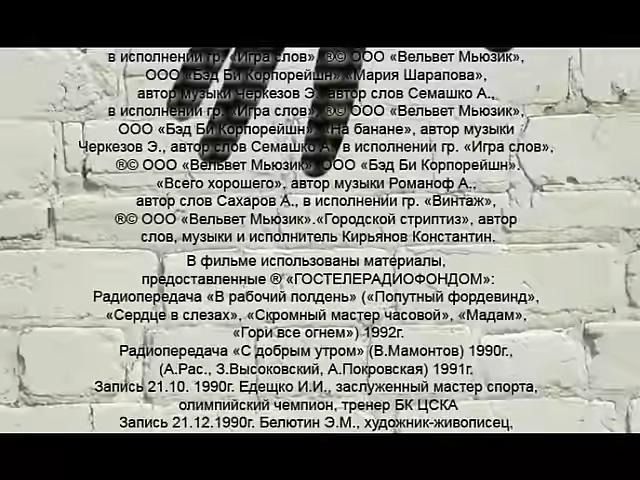 в исполнении гр. «Игра слов», ®© ООО «Вельвет Мьюзик»,
ООО «Бэд Би Корпорейшн».«Мария Шарапова»,
автор музыки Черкезов Э., автор слов Семашко А.,
в исполнении гр. «Игра слов», ®© ООО «Вельвет Мьюзик»,
ООО «Бэд Би Корпорейшн». «На банане», автор музыки
Черкезов Э., автор слов Семашко А., в исполнении гр. «Игра слов»,
®© ООО «Вельвет Мьюзик», ООО «Бэд Би Корпорейшн».
«Всего хорошего», автор музыки Романоф А.,
автор слов Сахаров А., в исполнении гр. «Винтаж»,
®© ООО «Вельвет Мьюзик».«Городской стриптиз», автор
слов, музыки и исполнитель Кирьянов Константин.
В фильме использованы материалы,
предоставленные ® «ГОСТЕЛЕРАДИОФОНДОМ»:
Радиопередача «В рабочий полдень» («Попутный фордевинд»,
«Сердце в слезах», «Скромный мастер часовой», «Мадам»,
«Гори все огнем») 1992г.
Радиопередача «С добрым утром» (В.Мамонтов) 1990г.,
(А.Рас., З.Высоковский, А.Покровская) 1991г.
Запись 21.10. 1990г. Едешко И.И., заслуженный мастер спорта,
олимпийский чемпион, тренер БК ЦСКА
Запись 21.12.1990г. Белютин Э.М., художник-живописец,